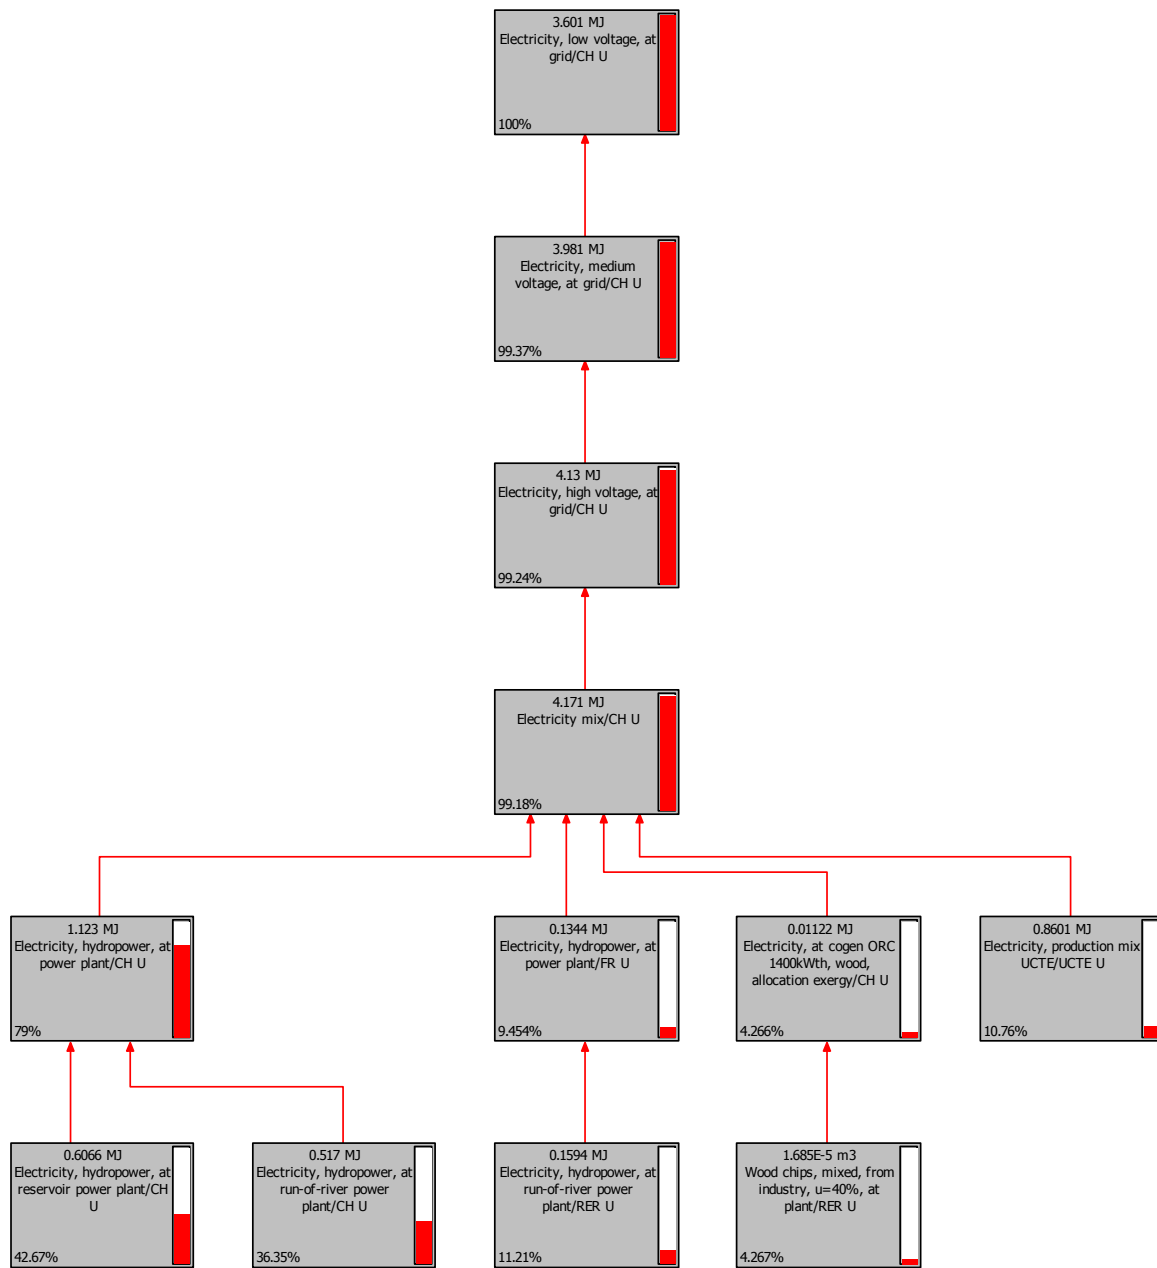 3.601 MJ
Electricity, low voltage, at
grid/CH U
100%
3.981 MJ
Electricity, medium
voltage, at grid/CH U
99.37%
4.13 MJ
Electricity, high voltage, at
grid/CH U
99.24%
4.171 MJ
Electricity mix/CH U
99.18%
1.123 MJ
Electricity, hydropower, at
power plant/CH U
79%
0.1344 MJ
Electricity, hydropower, at
power plant/FR U
9.454%
0.01122 MJ
Electricity, at cogen ORC
1400kWth, wood,
allocation exergy/CH U
4.266%
0.8601 MJ
Electricity, production mix
UCTE/UCTE U
10.76%
0.6066 MJ
Electricity, hydropower, at
reservoir power plant/CH
U
42.67%
0.517 MJ
Electricity, hydropower, at
run-of-river power
plant/CH U
36.35%
0.1594 MJ
Electricity, hydropower, at
run-of-river power
plant/RER U
11.21%
1.685E-5 m3
Wood chips, mixed, from
industry, u=40%, at
plant/RER U
4.267%